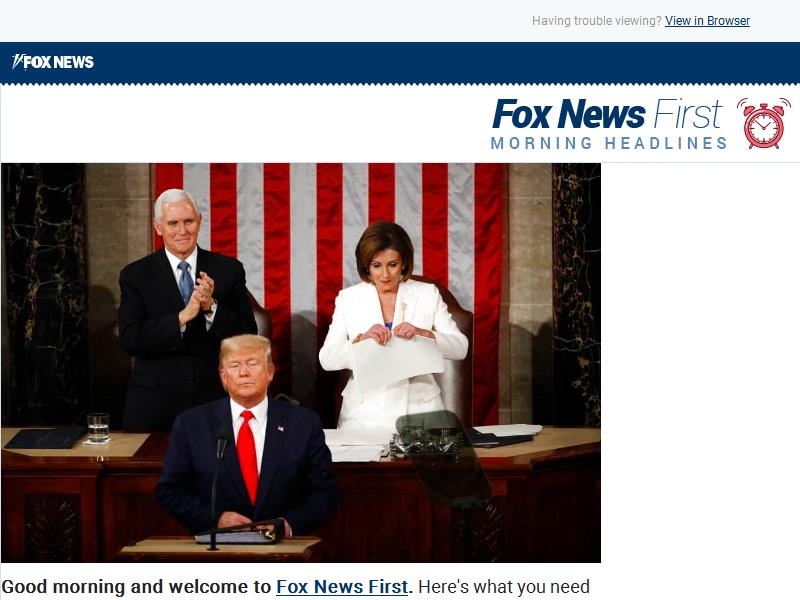 Having trouble viewing? View in Browser
FOX NEWS
Fox News First
MORNING HEADLINES
Good morning and welcome to Fox News First. Here's what you need